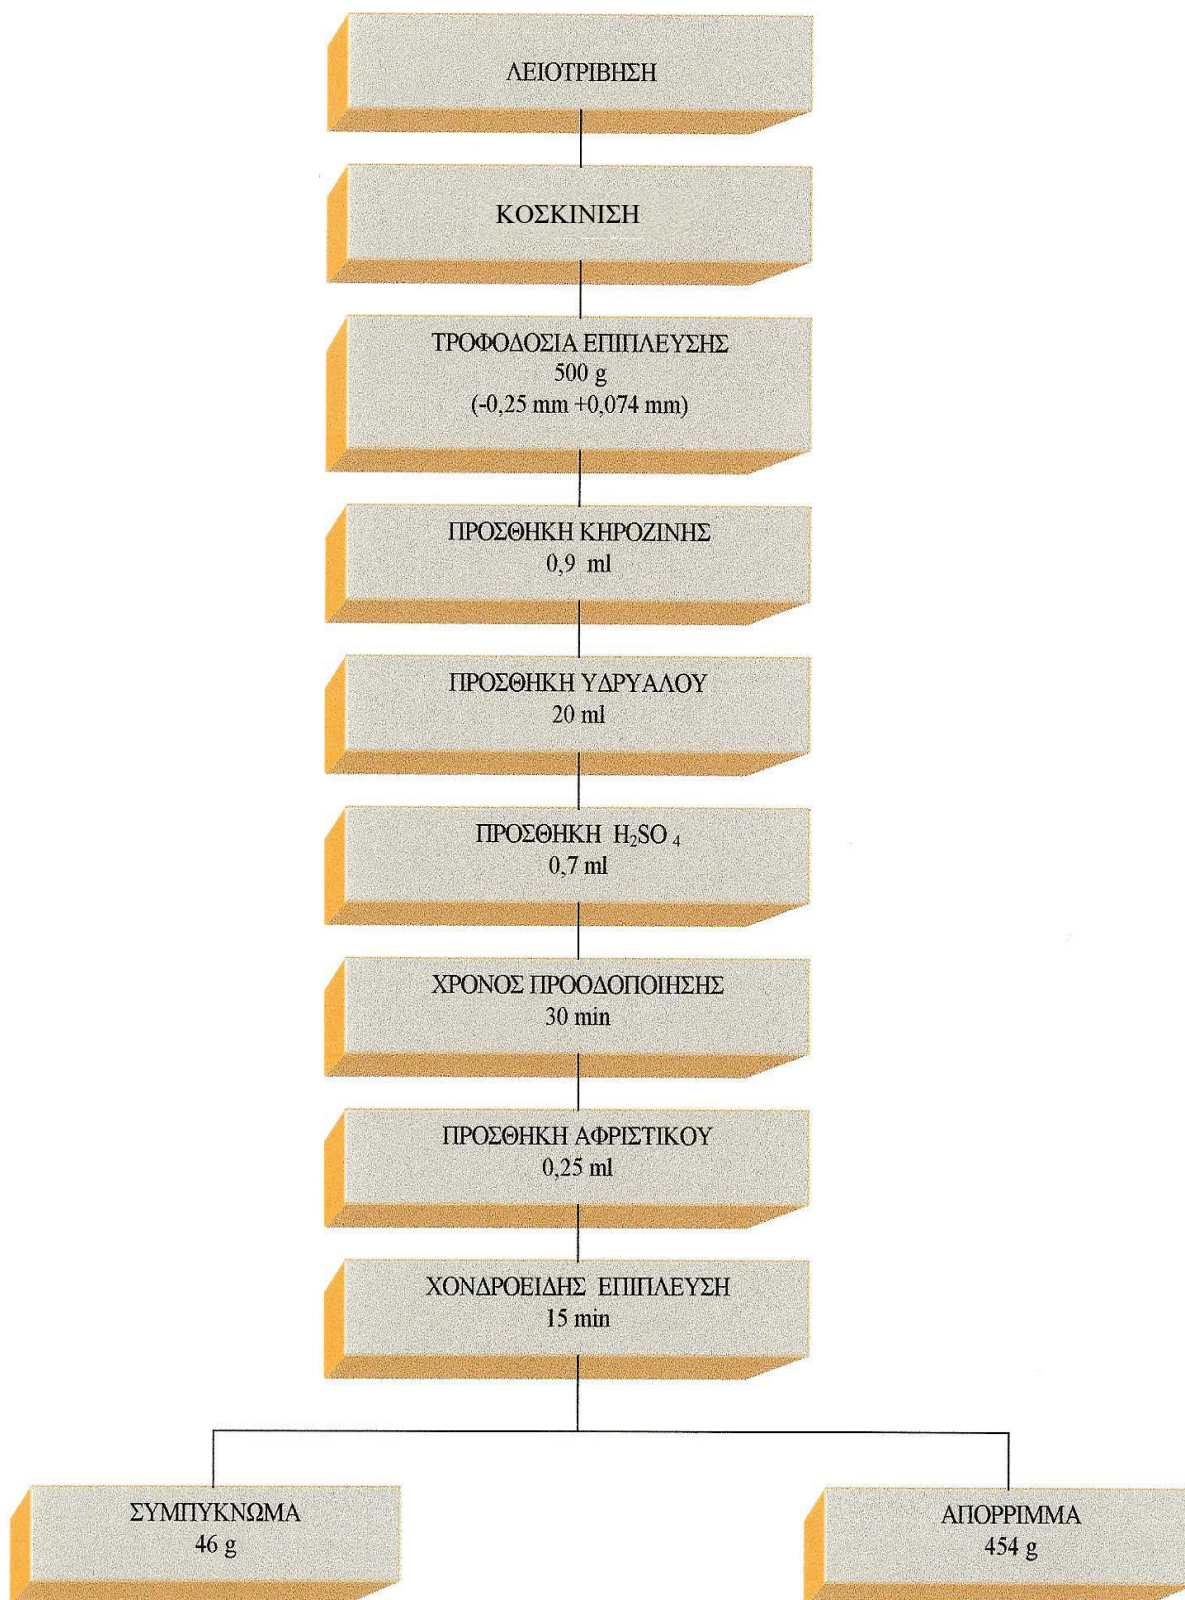 ΛΕΙΟΤΡΙΒΗΣΗ
ΚΟΣΚΙΝΙΣΗ
ΤΡΟΦΟΔΟΣΙΑ ΕΠΙΠΛΕΥΣΗΣ
500 g
(-0,25 mm +0,074 mm)
ΠΡΟΣΘΗΚΗ ΚΗΡΟΖΙΝΗΣ
0,9 ml
ΠΡΟΣΘΗΚΗ ΥΔΡΥΑΛΟΥ
20 ml
ΠΡΟΣΘΗΚΗ H₂SO ₄
0,7 ml
ΧΡΟΝΟΣ ΠΡΟΟΔΟΠΟΙΗΣΗΣ
30 min
ΠΡΟΣΘΗΚΗ ΑΦΡΙΣΤΙΚΟΥ
0,25 ml
ΧΟΝΔΡΟΕΙΔΗΣ ΕΠΙΠΛΕΥΣΗ
15 min
ΣΥΜΠΥΚΝΩΜΑ
46 g
ΑΠΟΡΡΙΜΜΑ
454 g